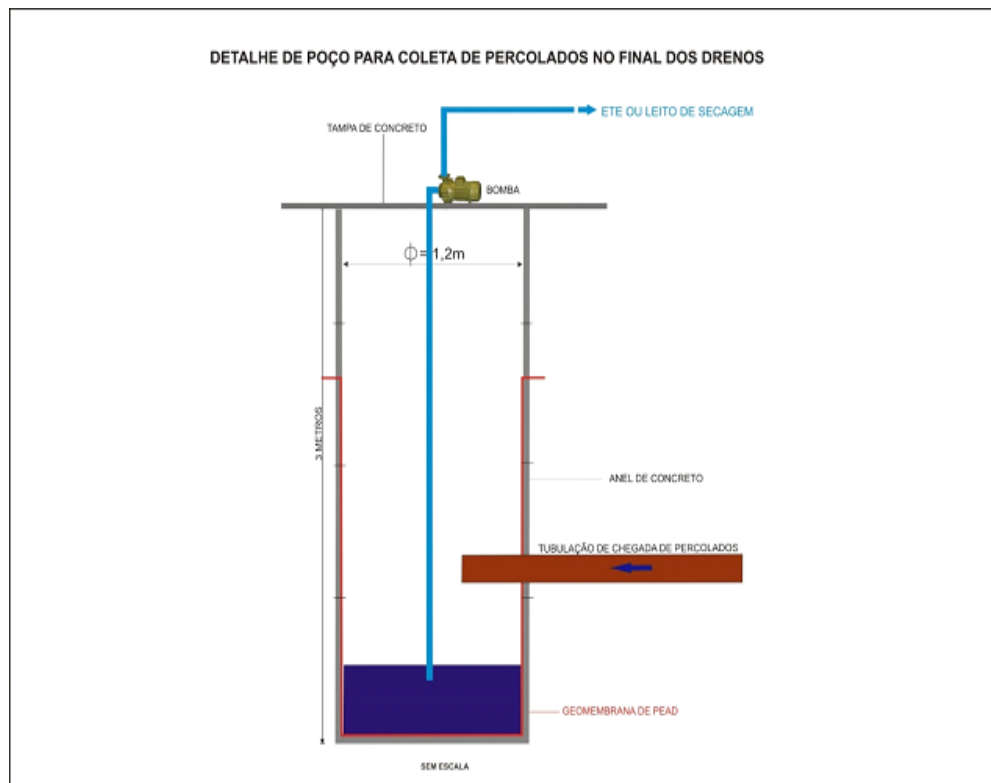 DETALHE DE POÇO PARA COLETA DE PERCOLADOS NO FINAL DOS DRENOS
ETE OU LEITO DE SECAGEM
TAMPA DE CONCRETO
BOMBA
Φ = 1,2m
3 METROS
ANEL DE CONCRETO
TUBULAÇÃO DE CHEGADA DE PERCOLADOS
GEOMEMBRANA DE PEAD
SEM ESCALA